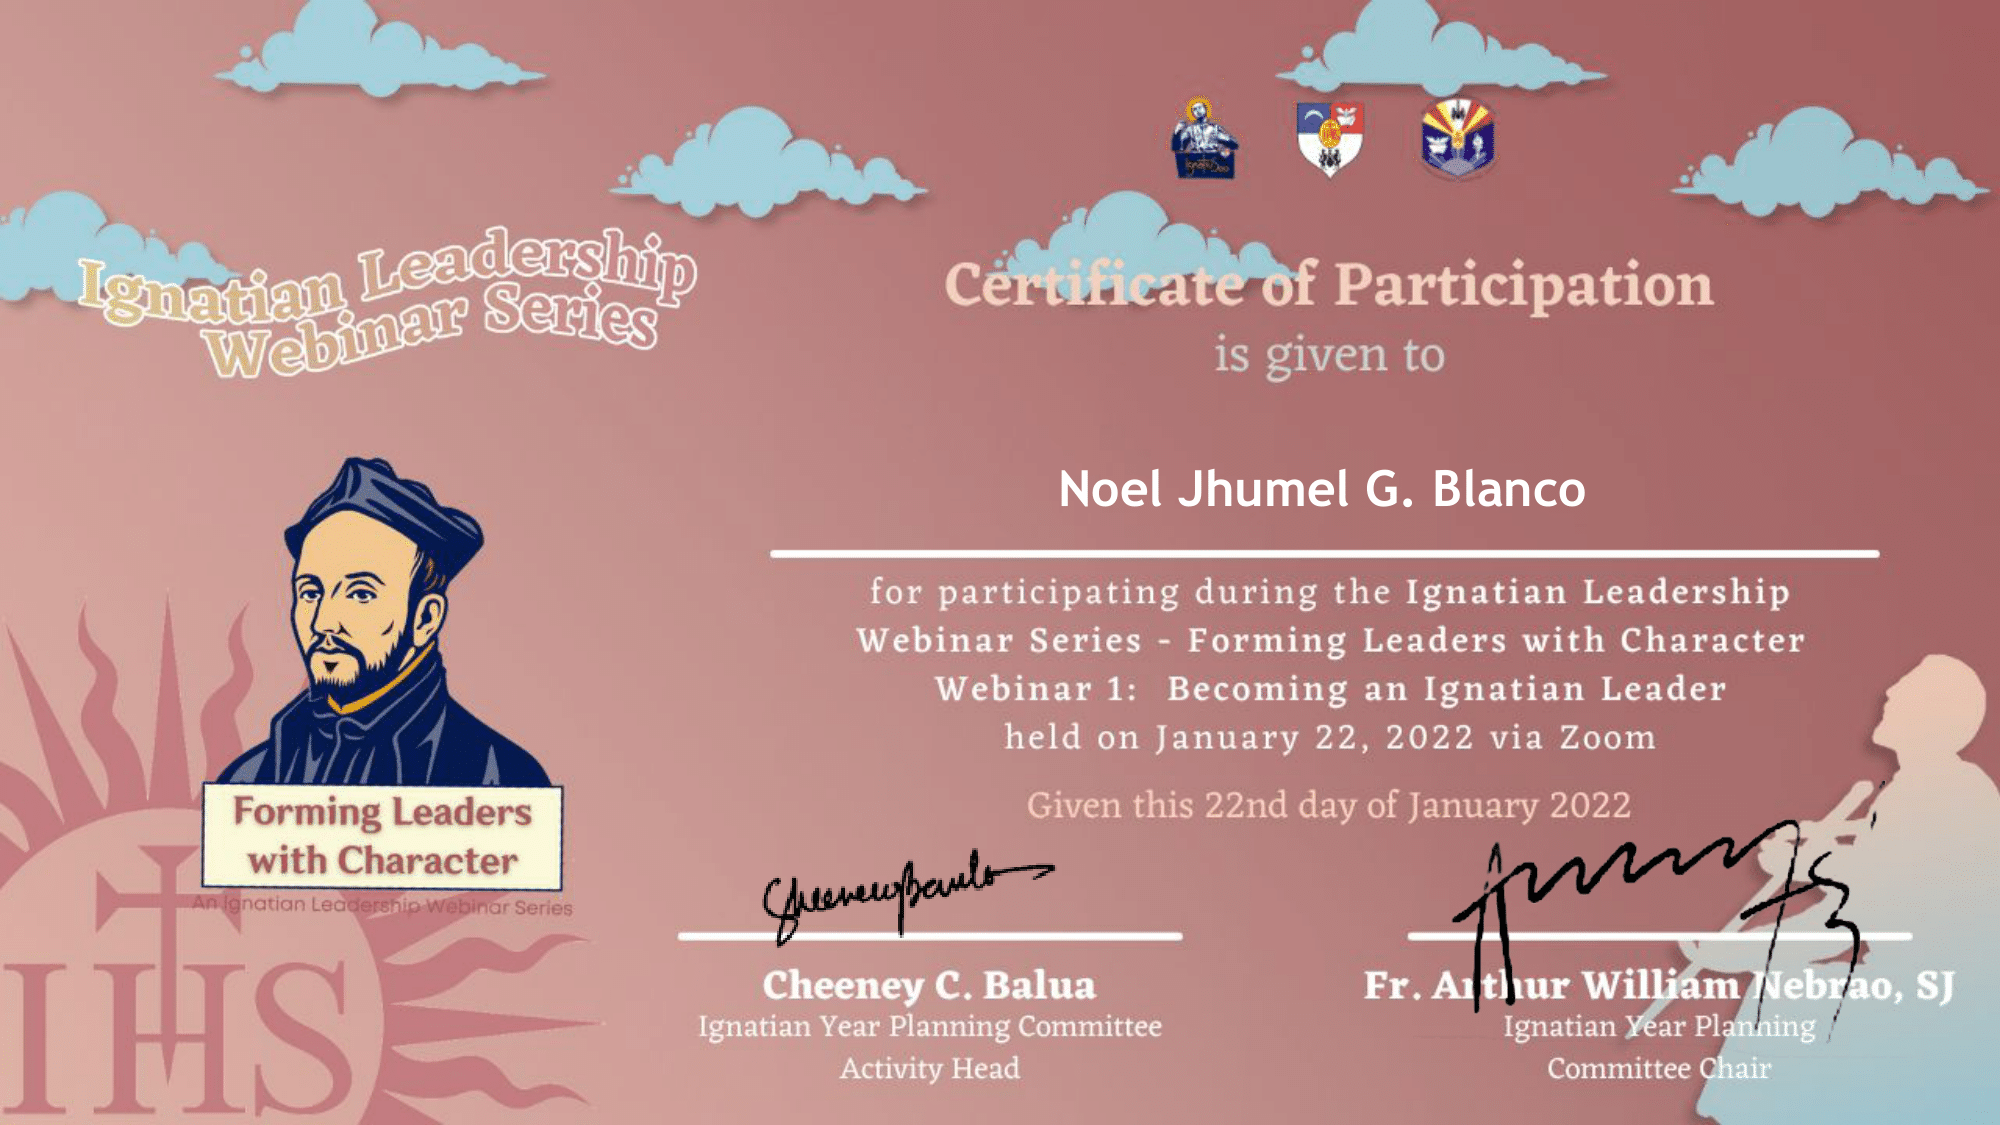 Ignatian Leadership
Webinar Series
Certificate of Participation
is given to
Noel Jhumel G. Blanco
for participating during the Ignatian Leadership
Webinar Series - Forming Leaders with Character
Webinar 1: Becoming an Ignatian Leader
held on January 22, 2022 via Zoom
Given this 22nd day of January 2022
Forming Leaders
with Character
An Ignatian Leadership Webinar Series
IHS
Cheeney C. Balua
Ignatian Year Planning Committee
Activity Head
Fr. Arthur William Nebrao, SJ
Ignatian Year Planning
Committee Chair